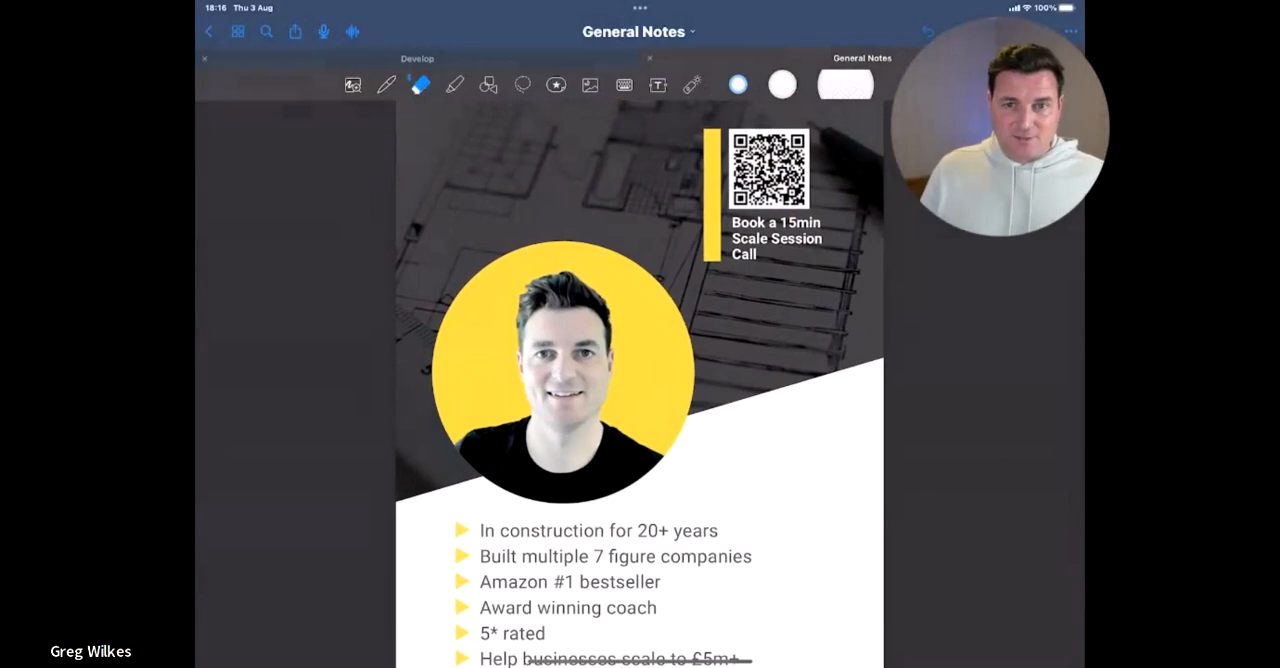 18:16 Thu 3 Aug
100%
General Notes
Develop
General Notes
T
Book a 15min
Scale Session
Call
In construction for 20+ years
Built multiple 7 figure companies
Amazon #1 bestseller
Award winning coach
5* rated
Help businesses scale to £5m+
Greg Wilkes